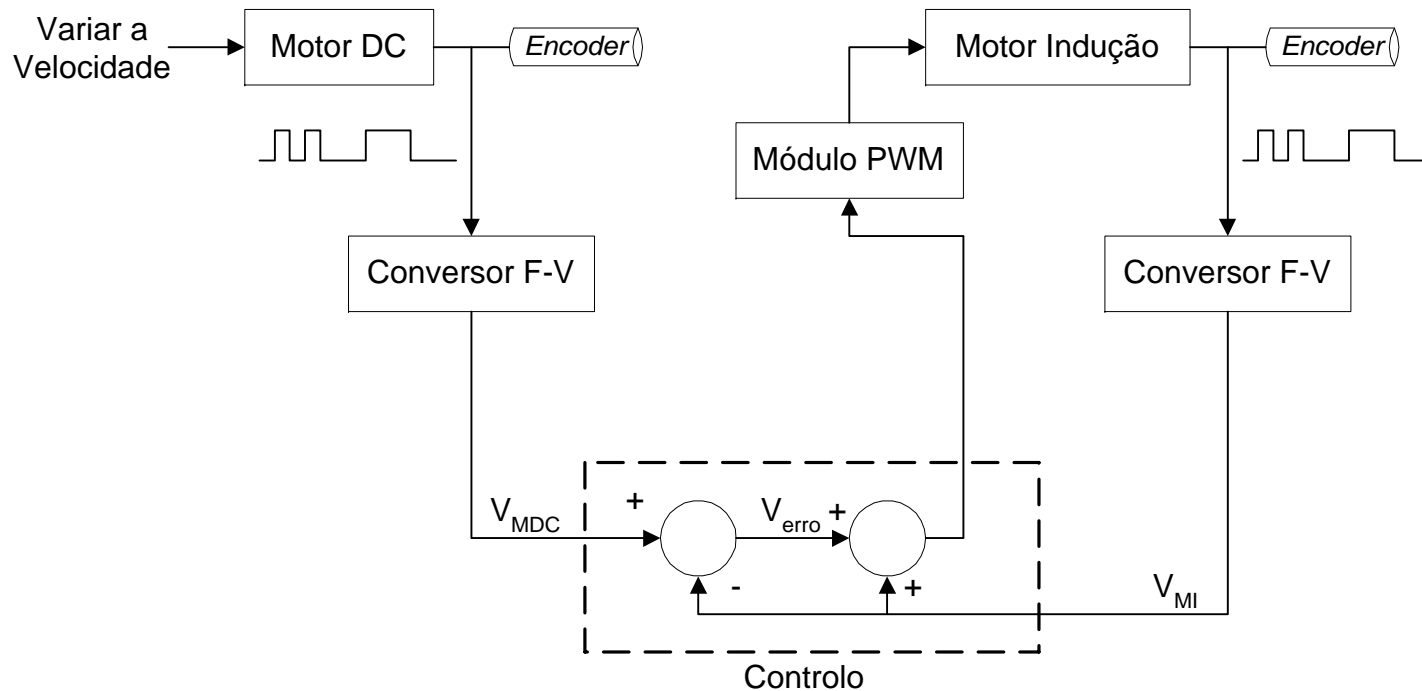 Variar a
Velocidade
Motor DC
Encoder
Motor Indução
Encoder
Módulo PWM
Conversor F-V
Conversor F-V
V_MDC
+
V_erro
+
-
+
V_MI
Controlo